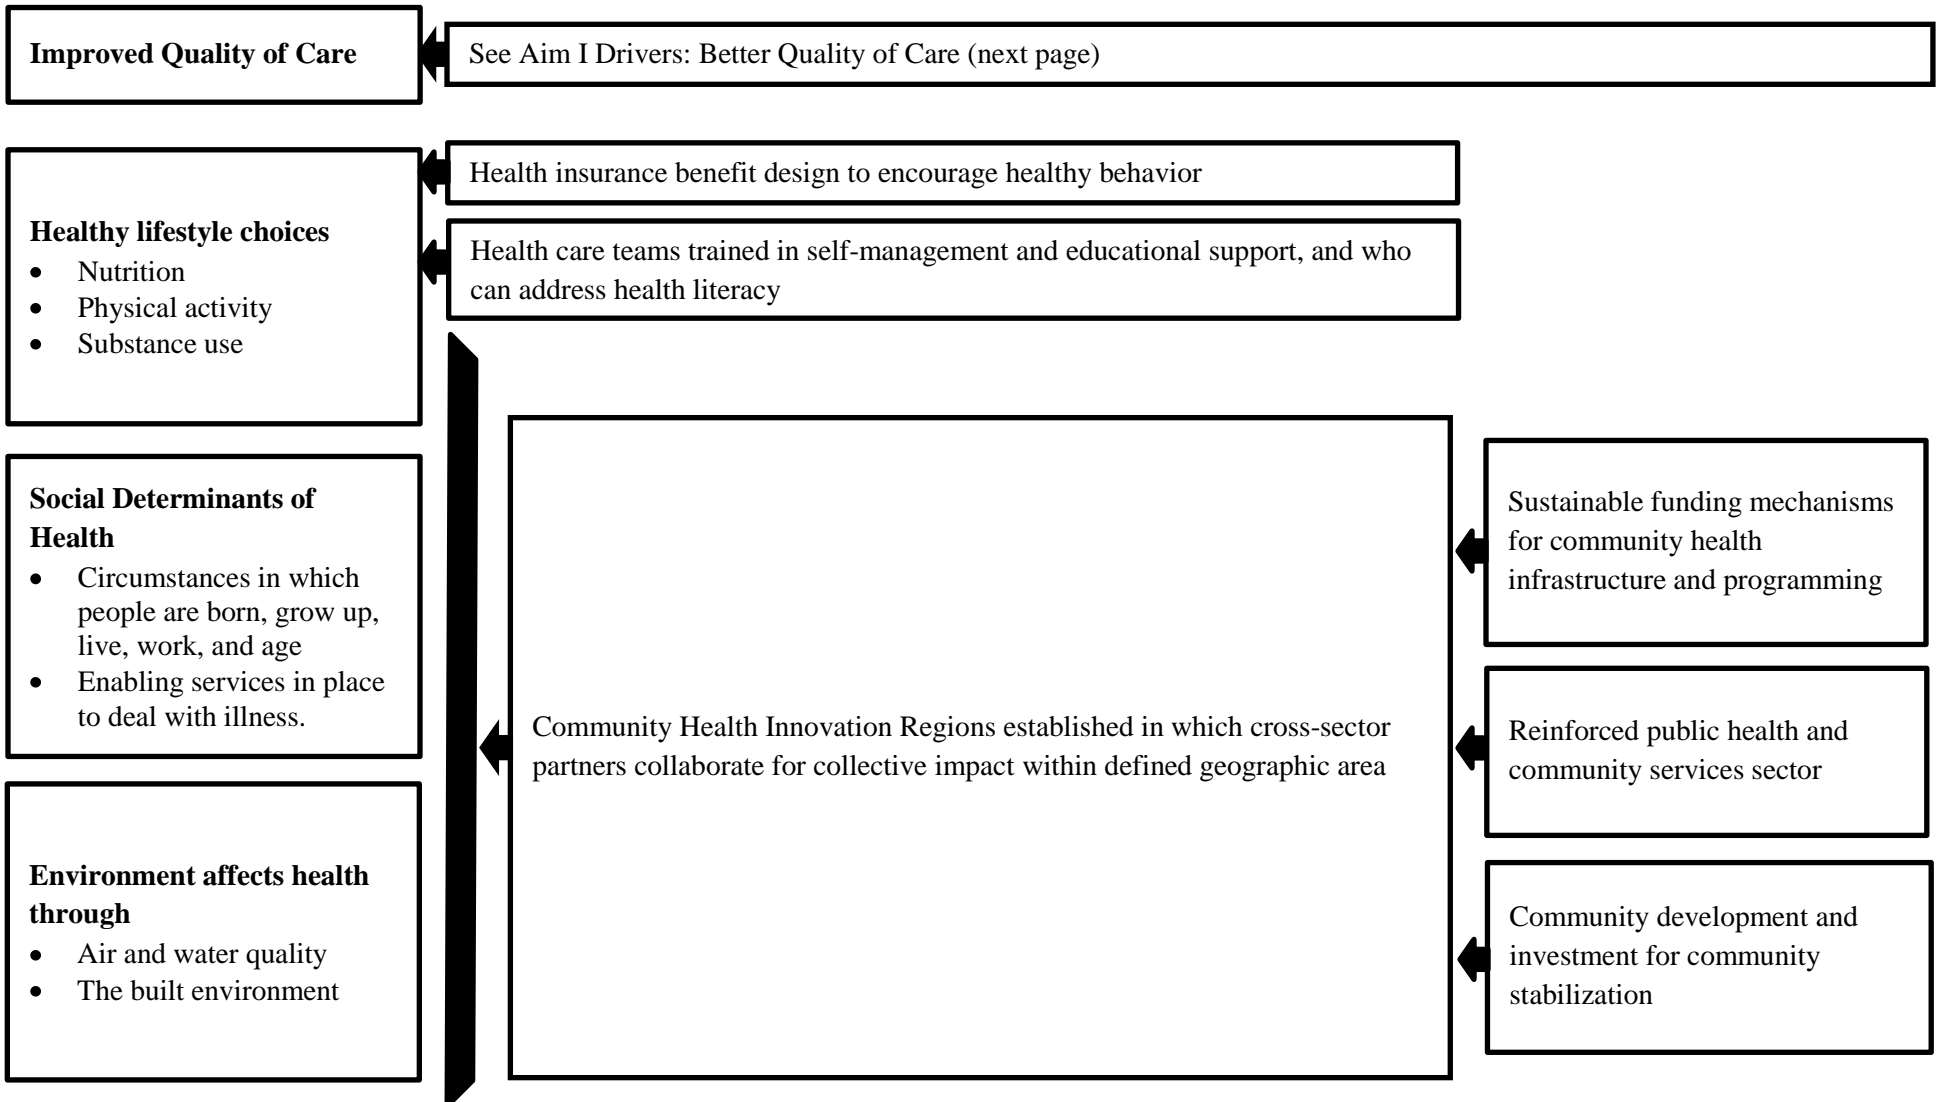 Improved Quality of Care
See Aim I Drivers: Better Quality of Care (next page)
Healthy lifestyle choices
• Nutrition
• Physical activity
• Substance use
Health insurance benefit design to encourage healthy behavior
Health care teams trained in self-management and educational support, and who
can address health literacy
Social Determinants of
Health
• Circumstances in which
people are born, grow up,
live, work, and age
• Enabling services in place
to deal with illness.
Environment affects health
through
• Air and water quality
• The built environment
Community Health Innovation Regions established in which cross-sector
partners collaborate for collective impact within defined geographic area
Sustainable funding mechanisms
for community health
infrastructure and programming
Reinforced public health and
community services sector
Community development and
investment for community
stabilization